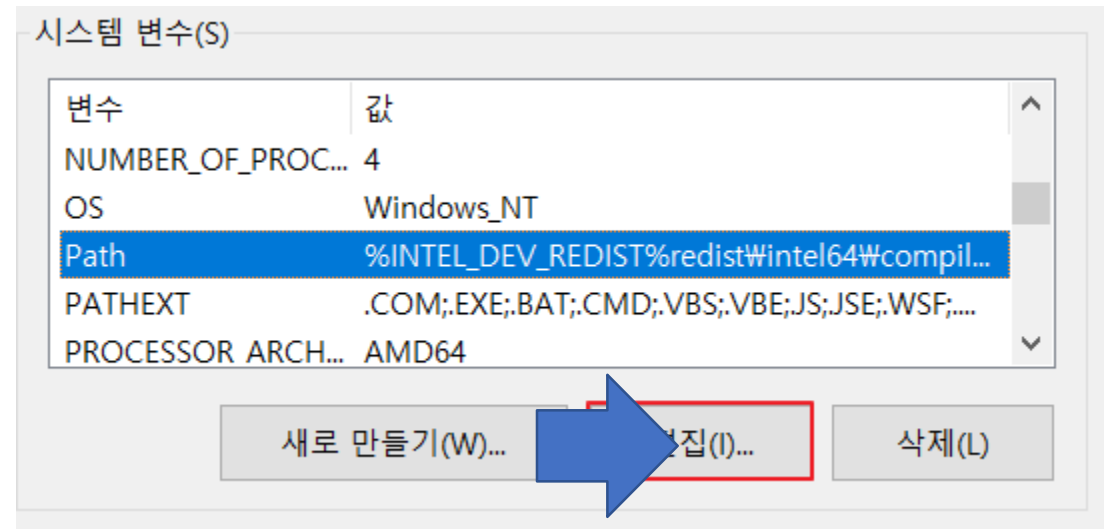 시스템 변수(S)
변수 값
NUMBER_OF_PROC... 4
OS Windows_NT
Path %INTEL_DEV_REDIST%redist₩intel64₩compil...
PATHEXT .COM;.EXE;.BAT;.CMD;.VBS;.VBE;.JS;.JSE;.WSF;....
PROCESSOR_ARCH... AMD64
새로 만들기(W)... 집(I)... 삭제(L)